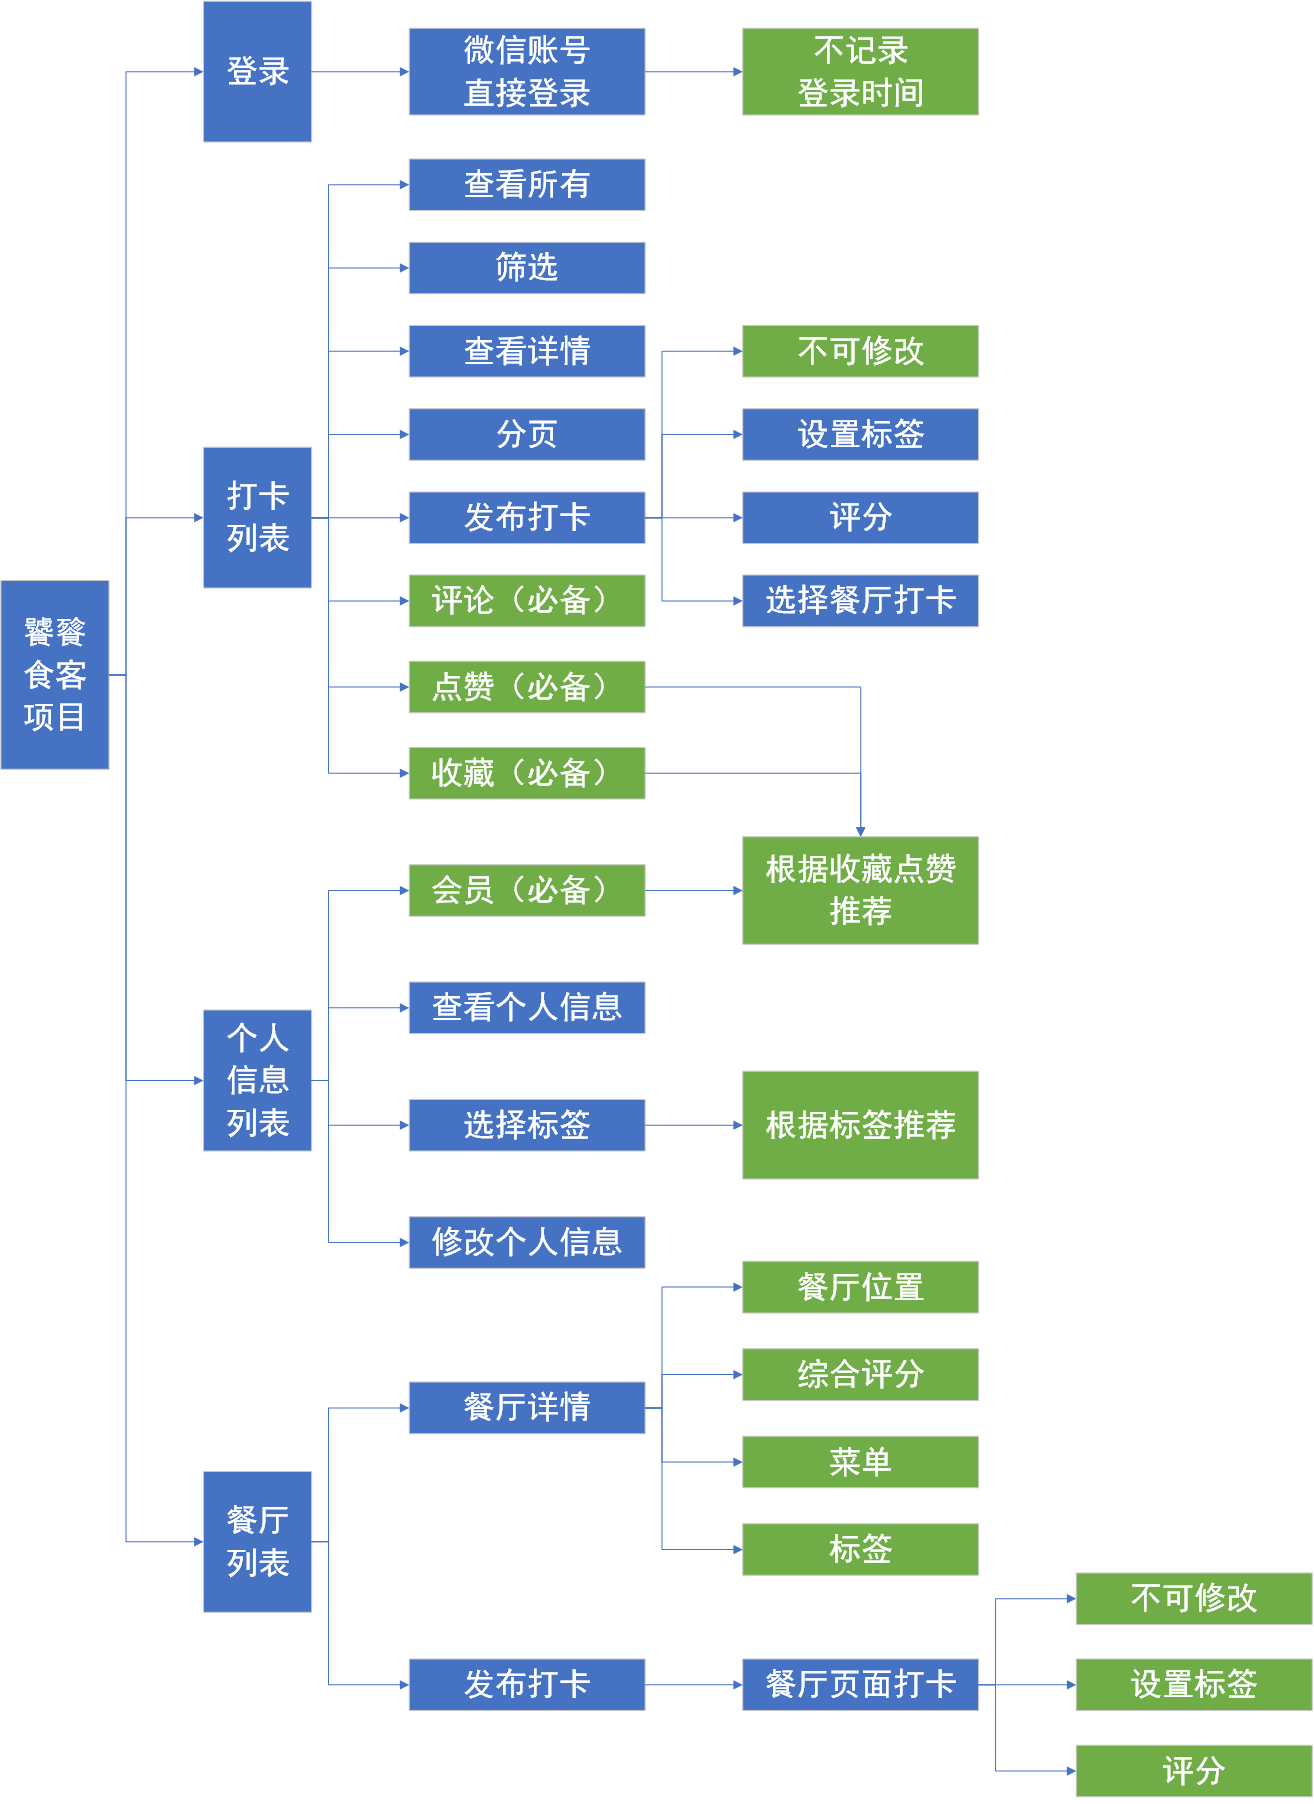 饕餮
食客
项目
登录
微信账号
直接登录
不记录
登录时间
打卡
列表
查看所有
筛选
查看详情
分页
发布打卡
不可修改
设置标签
评分
选择餐厅打卡
评论（必备）
点赞（必备）
收藏（必备）
个人
信息
列表
会员（必备）
根据收藏点赞
推荐
查看个人信息
选择标签
根据标签推荐
修改个人信息
餐厅
列表
餐厅详情
餐厅位置
综合评分
菜单
标签
发布打卡
餐厅页面打卡
不可修改
设置标签
评分